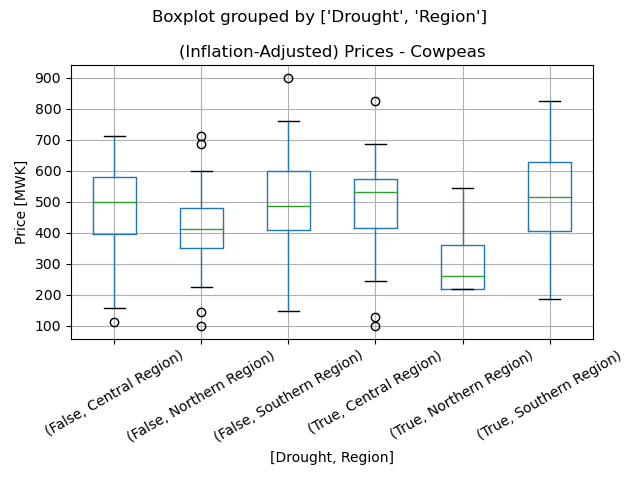 Boxplot grouped by ['Drought', 'Region']
(Inflation-Adjusted) Prices - Cowpeas
900
800
700
600
500
400
300
200
100
Price [MWK]
(False, Central Region)
(False, Northern Region)
(False, Southern Region)
(True, Central Region)
(True, Northern Region)
(True, Southern Region)
[Drought, Region]